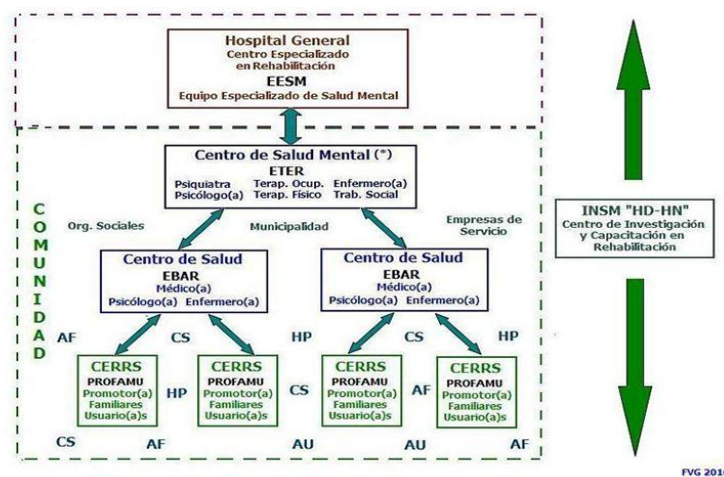 Hospital General
Centro Especializado
en Rehabilitación
EESM
Equipo Especializado de Salud Mental
Centro de Salud Mental (*)
ETER
Psiquiatra Terap. Ocup. Enfermero(a)
Psicólogo(a) Terap. Físico Trab. Social
INSM "HD-HN"
Centro de Investigación
y Capacitación en
Rehabilitación
COMUNIDAD
Org. Sociales
Municipalidad
Empresas de
Servicio
Centro de Salud
EBAR
Médico(a)
Psicólogo(a) Enfermero(a)
Centro de Salud
EBAR
Médico(a)
Psicólogo(a) Enfermero(a)
AF CS HP CS HP
CERRS
PROFAMU
Promotor(a)
Familiares
Usuario(a)s
HP
CERRS
PROFAMU
Promotor(a)
Familiares
Usuario(a)s
CS
CERRS
PROFAMU
Promotor(a)
Familiares
Usuario(a)s
AF
CERRS
PROFAMU
Promotor(a)
Familiares
Usuario(a)s
CS AF AU AU AF